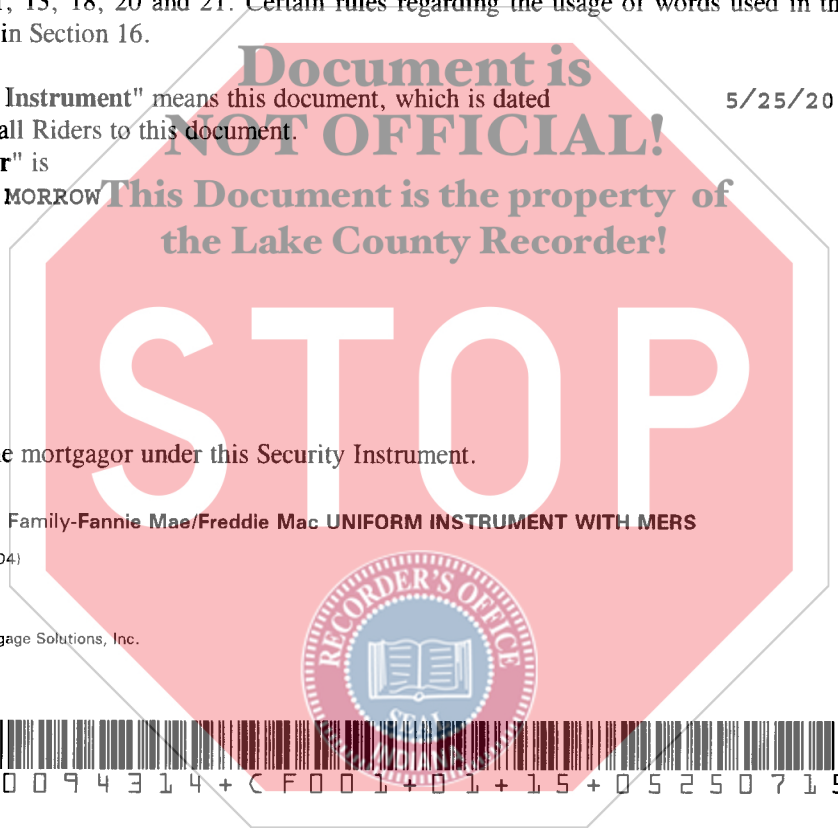 1, 15, 18, 20 and 21. Certain rules regarding the usage of words used in th
in Section 16.
Document is
Instrument" means this document, which is dated 5/25/20
all Riders to this document.
NOT OFFICIAL!
r" is
MORROW
This Document is the property of
the Lake County Recorder!
STOP
e mortgagor under this Security Instrument.
Family-Fannie Mae/Freddie Mac UNIFORM INSTRUMENT WITH MERS
04)
RECORDER'S OFFICE
gage Solutions, Inc.
SEAL
INDIANA
0094314+CF001+01+15+05250715